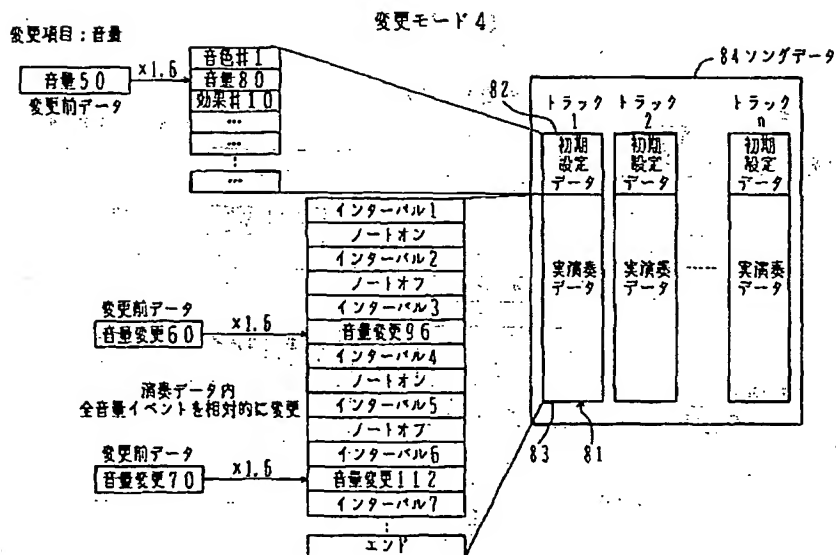 変更モード4
変更項目:音量
音量50
変更前データ
×1.6
音色#1
音量80
効果#10
…
…
…
84ソングデータ
82
トラック
1
トラック
2
トラック
n
初期
設定
データ
初期
設定
データ
初期
設定
データ
実演奏
データ
実演奏
データ
実演奏
データ
83
81
インターバル1
ノートオン
インターバル2
ノートオフ
インターバル3
音量変更96
インターバル4
ノートオン
インターバル5
ノートオフ
インターバル6
音量変更112
インターバル7
エンド
変更前データ
音量変更60
×1.6
演奏データ内
全音量イベントを相対的に変更
変更前データ
音量変更70
×1.6